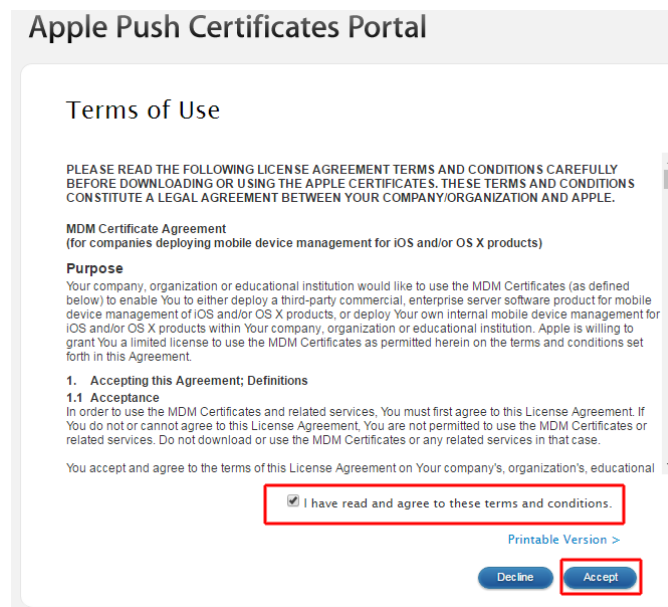 Apple Push Certificates Portal
Terms of Use
PLEASE READ THE FOLLOWING LICENSE AGREEMENT TERMS AND CONDITIONS CAREFULLY
BEFORE DOWNLOADING OR USING THE APPLE CERTIFICATES. THESE TERMS AND CONDITIONS
CONSTITUTE A LEGAL AGREEMENT BETWEEN YOUR COMPANY/ORGANIZATION AND APPLE.
MDM Certificate Agreement
(for companies deploying mobile device management for iOS and/or OS X products)
Purpose
Your company, organization or educational institution would like to use the MDM Certificates (as defined
below) to enable You to either deploy a third-party commercial, enterprise server software product for mobile
device management of iOS and/or OS X products, or deploy Your own internal mobile device management for
iOS and/or OS X products within Your company, organization or educational institution. Apple is willing to
grant You a limited license to use the MDM Certificates as permitted herein on the terms and conditions set
forth in this Agreement.
1. Accepting this Agreement; Definitions
1.1 Acceptance
In order to use the MDM Certificates and related services, You must first agree to this License Agreement. If
You do not or cannot agree to this License Agreement, You are not permitted to use the MDM Certificates or
related services. Do not download or use the MDM Certificates or any related services in that case.
You accept and agree to the terms of this License Agreement on Your company's, organization's, educational
I have read and agree to these terms and conditions.
Printable Version >
Decline
Accept